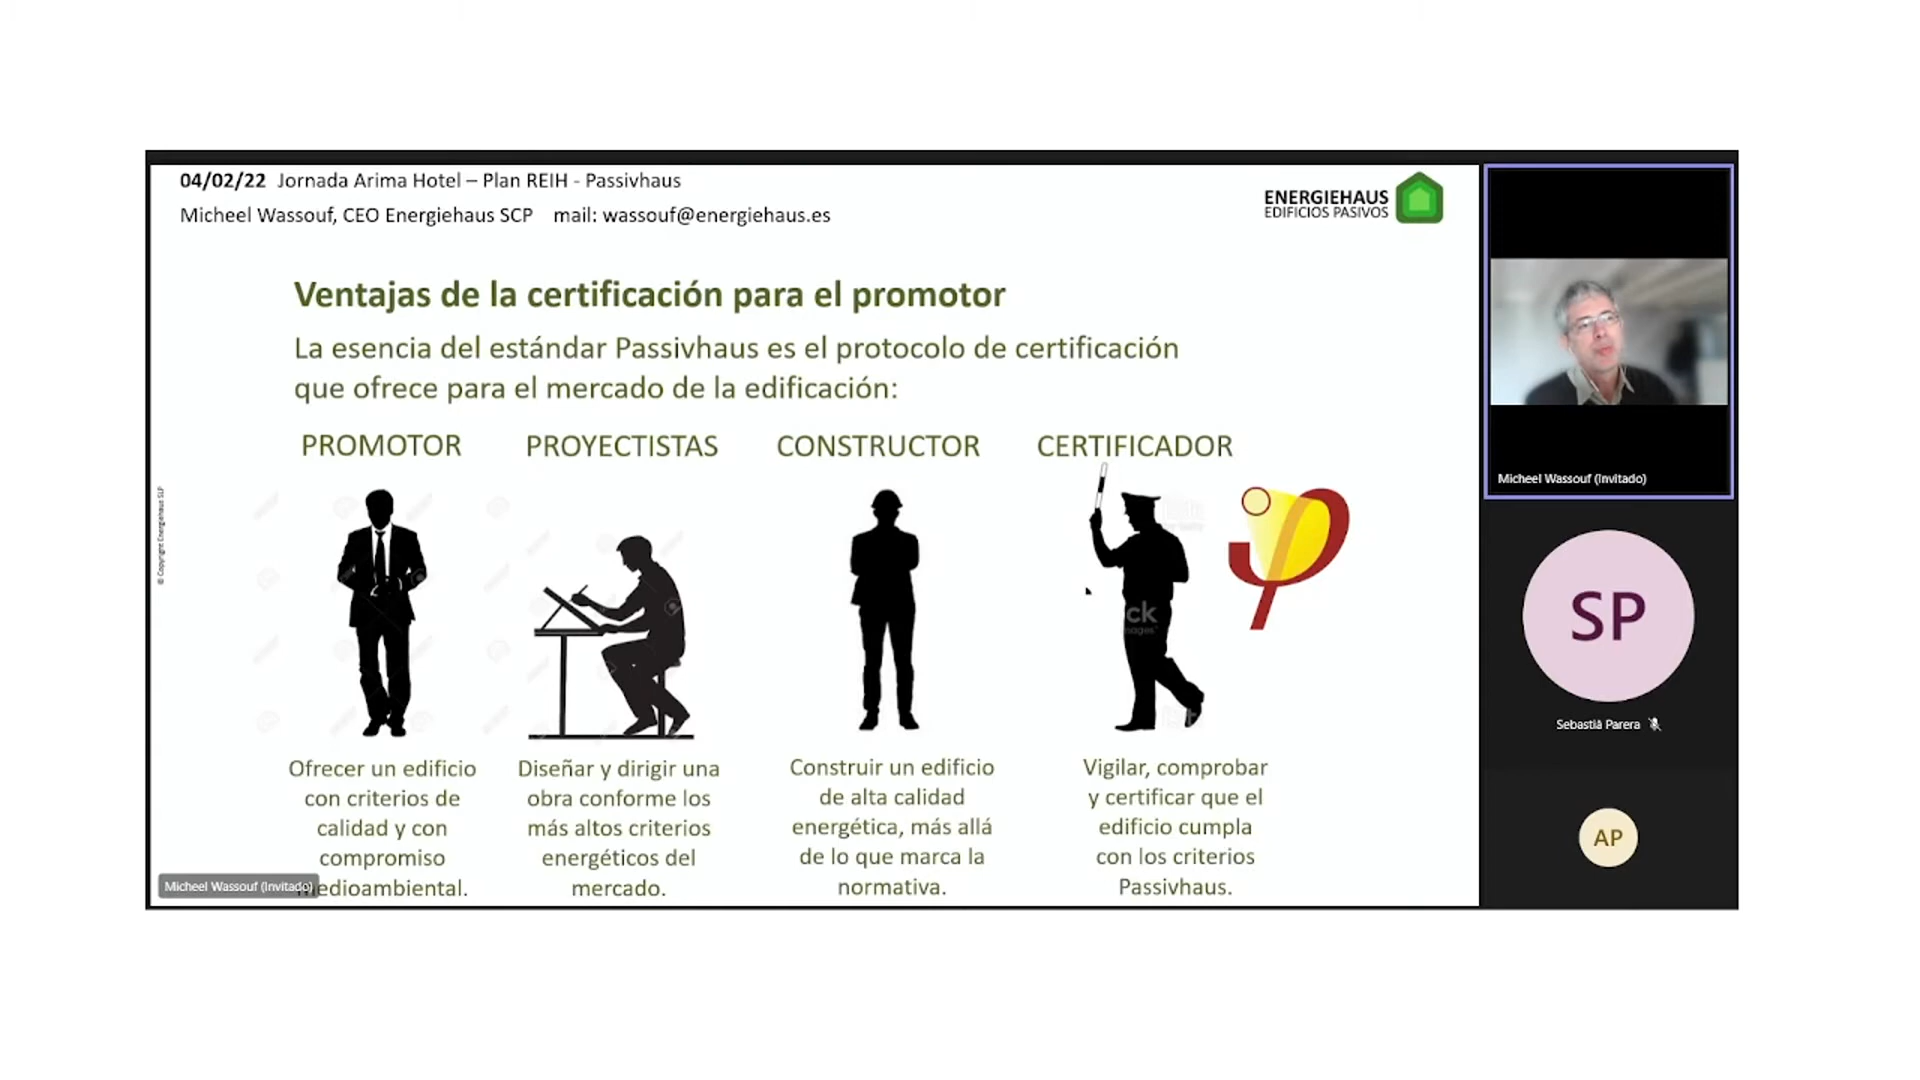 04/02/22 Jornada Arima Hotel – Plan REIH - Passivhaus
Micheel Wassouf, CEO Energiehaus SCP mail: wassouf@energiehaus.es
ENERGIEHAUS
EDIFICIOS PASIVOS
Ventajas de la certificación para el promotor
La esencia del estándar Passivhaus es el protocolo de certificación
que ofrece para el mercado de la edificación:
PROMOTOR
Ofrecer un edificio
con criterios de
calidad y con
compromiso
medioambiental.
PROYECTISTAS
Diseñar y dirigir una
obra conforme los
más altos criterios
energéticos del
mercado.
CONSTRUCTOR
Construir un edificio
de alta calidad
energética, más allá
de lo que marca la
normativa.
CERTIFICADOR
ck
Vigilar, comprobar
y certificar que el
edificio cumpla
con los criterios
Passivhaus.
© Copyright Energiehaus SLP
Micheel Wassouf (Invitado)
Micheel Wassouf (Invitado)
SP
Sebastià Parera
AP